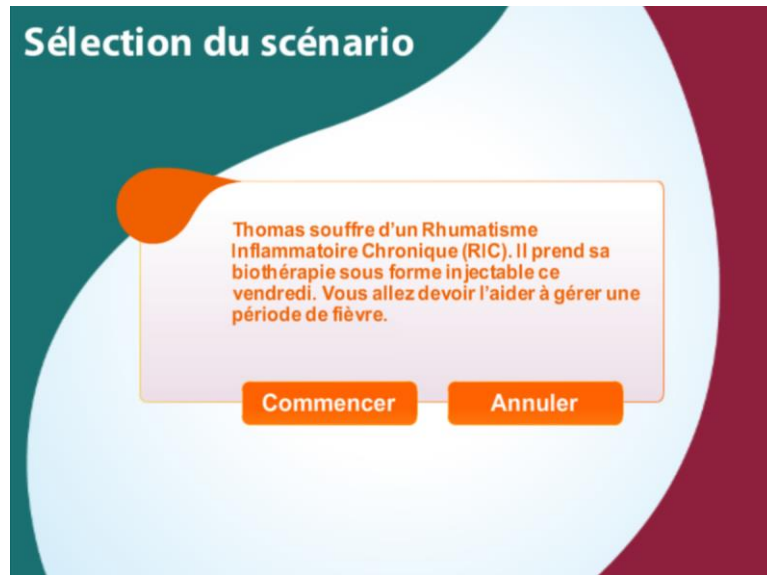 Sélection du scénario
Thomas souffre d'un Rhumatisme
Inflammatoire Chronique (RIC). Il prend sa
biothérapie sous forme injectable ce
vendredi. Vous allez devoir l'aider à gérer une
période de fièvre.
Commencer Annuler